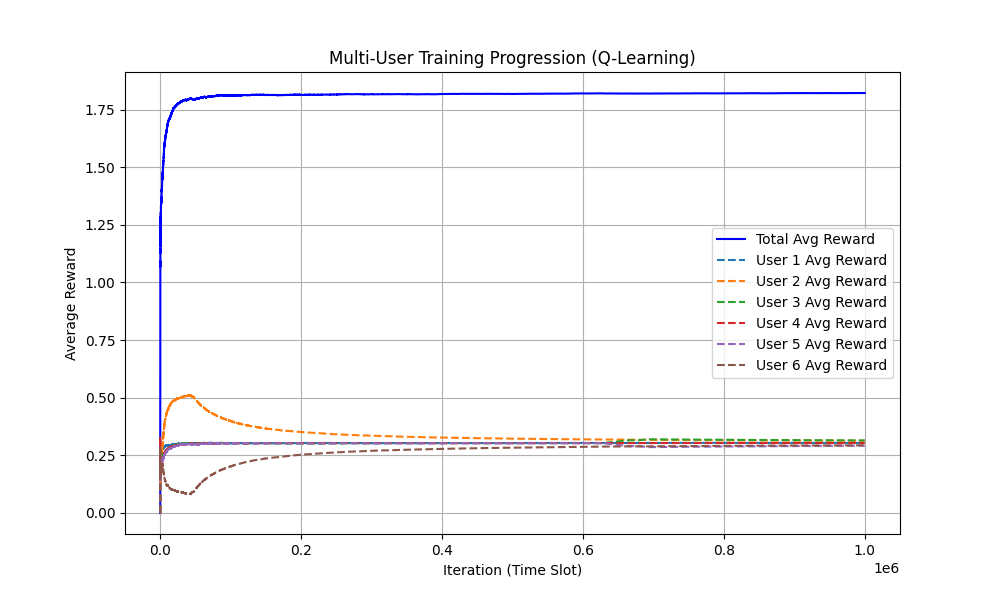 Multi-User Training Progression (Q-Learning)
Average Reward
1.75
1.50
1.25
1.00
0.75
0.50
0.25
0.00
Total Avg Reward
User 1 Avg Reward
User 2 Avg Reward
User 3 Avg Reward
User 4 Avg Reward
User 5 Avg Reward
User 6 Avg Reward
0.0 0.2 0.4 0.6 0.8 1.0
1e6
Iteration (Time Slot)